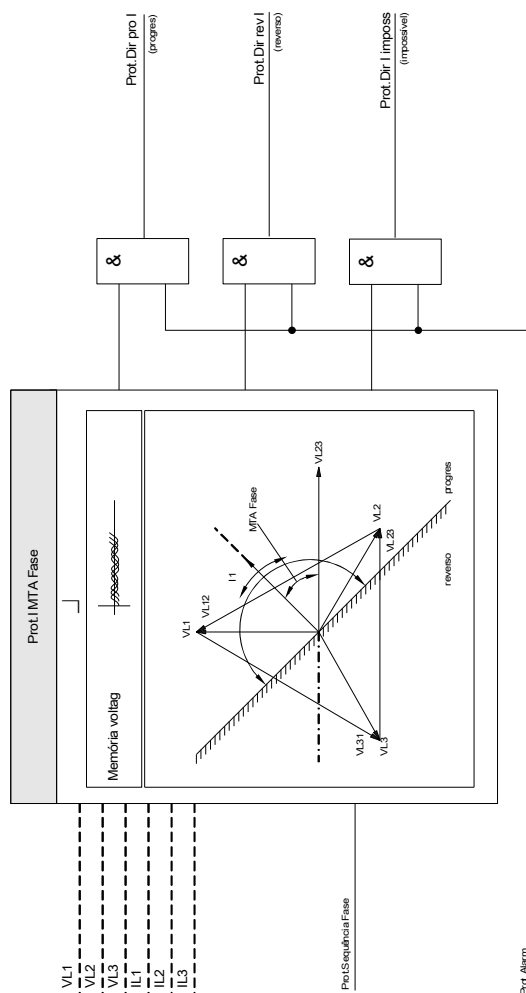 Prot.Dir pro I
(progres)
Prot.Dir rev I
(reverso)
Prot.Dir I imposs
(impossível)
&
&
&
Prot.I MTA Fase
Memória voltag
VL1
VL12
I1
MTA Fase
VL23
VL2
VL23
VL31
VL3
progres
reverso
VL1
VL2
VL3
IL1
IL2
IL3
Prot.Sequência Fase